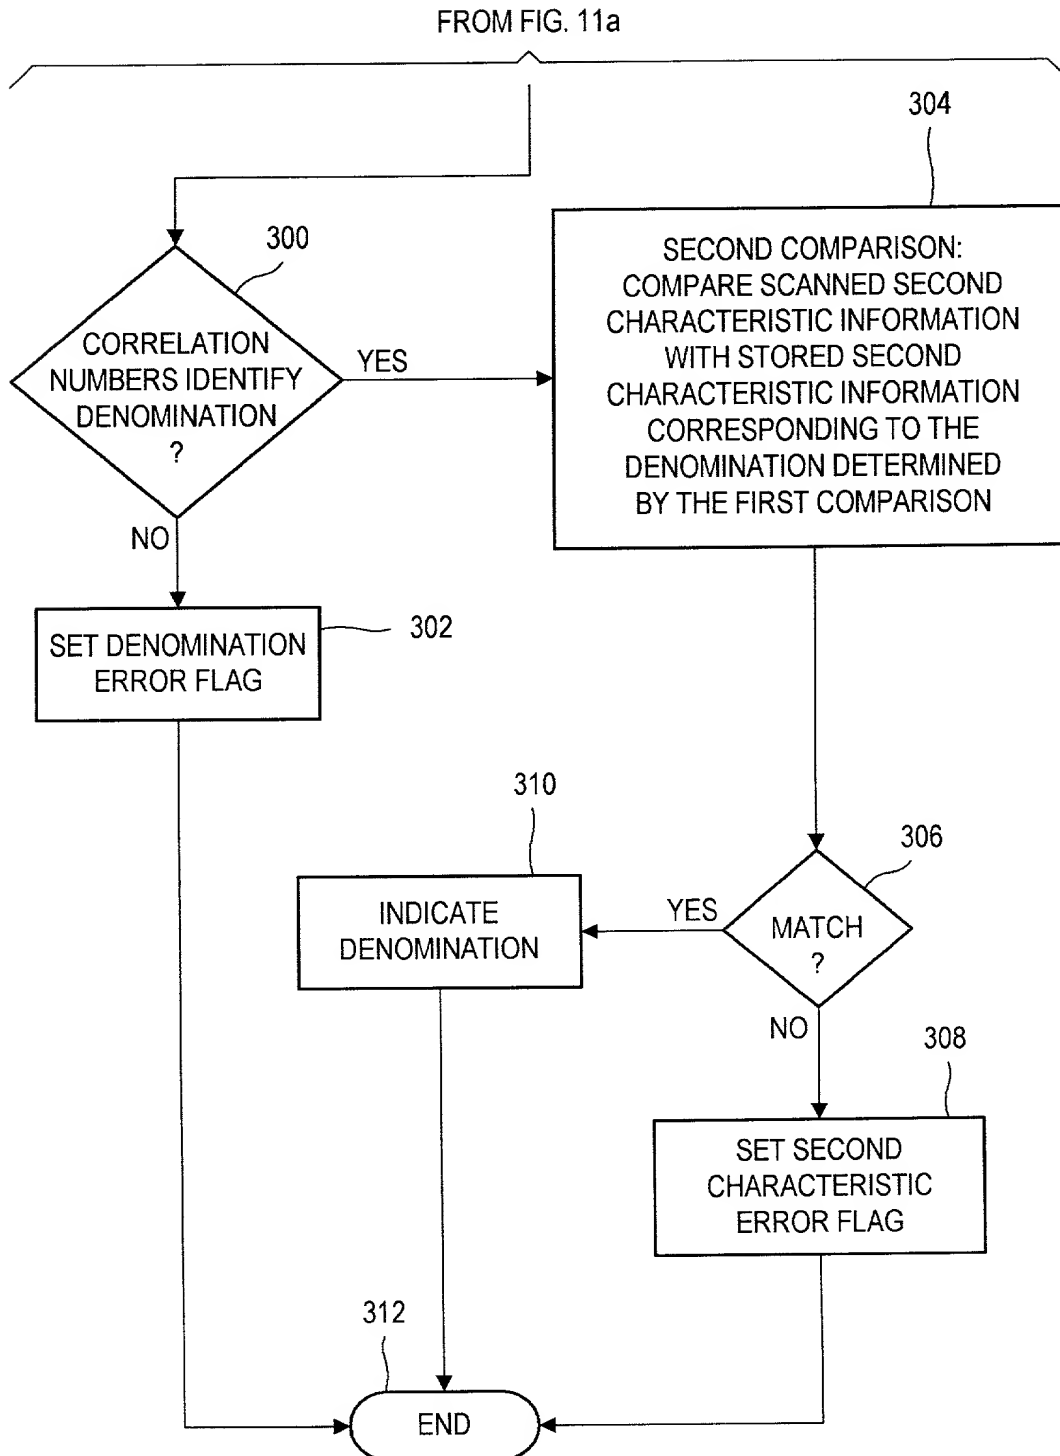 FROM FIG. 11a
304
300
SECOND COMPARISON:
COMPARE SCANNED SECOND
CHARACTERISTIC INFORMATION
WITH STORED SECOND
CHARACTERISTIC INFORMATION
CORRESPONDING TO THE
DENOMINATION DETERMINED
BY THE FIRST COMPARISON
CORRELATION
NUMBERS IDENTIFY
DENOMINATION
?
YES
NO
302
SET DENOMINATION
ERROR FLAG
310
306
INDICATE
DENOMINATION
YES
MATCH
?
NO
308
SET SECOND
CHARACTERISTIC
ERROR FLAG
312
END